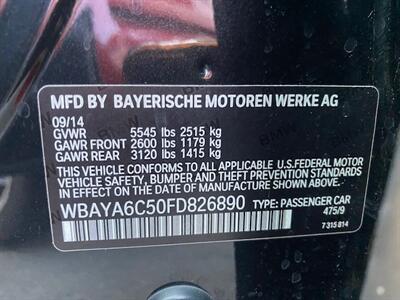 MFD BY BAYERISCHE MOTOREN WERKE AG
09/14
GVWR 5545 lbs 2515 kg
GAWR FRONT 2600 lbs 1179 kg
GAWR REAR 3120 lbs 1415 kg
THIS VEHICLE CONFORMS TO ALL APPLICABLE U.S.FEDERAL MOTOR
VEHICLE SAFETY, BUMPER AND THEFT PREVENTION STANDARDS
IN EFFECT ON THE DATE OF MANUFACTURE SHOWN ABOVE.
WBAYA6C50FD826890 TYPE: PASSENGER CAR
475/9
7 315 814